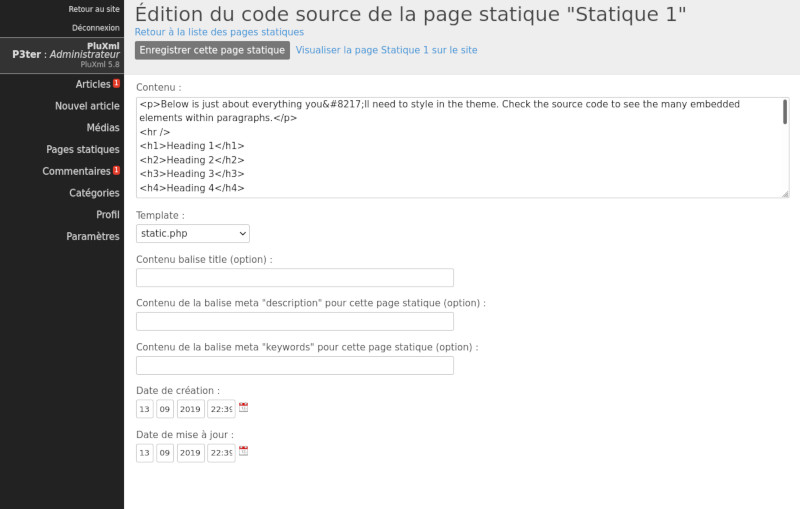 Retour au site
Déconnexion
PluXml
P3ter : Administrateur
PluXml 5.8
Articles 1
Nouvel article
Médias
Pages statiques
Commentaires 1
Catégories
Profil
Paramètres
Édition du code source de la page statique "Statique 1"
Retour à la liste des pages statiques
Enregistrer cette page statique Visualiser la page Statique 1 sur le site
Contenu :
<p>Below is just about everything you&#8217;ll need to style in the theme. Check the source code to see the many embedded
elements within paragraphs.</p>
<hr />
<h1>Heading 1</h1>
<h2>Heading 2</h2>
<h3>Heading 3</h3>
<h4>Heading 4</h4>
Template :
static.php
Contenu balise title (option) :
Contenu de la balise meta "description" pour cette page statique (option) :
Contenu de la balise meta "keywords" pour cette page statique (option) :
Date de création :
13 09 2019 22:39
Date de mise à jour :
13 09 2019 22:39